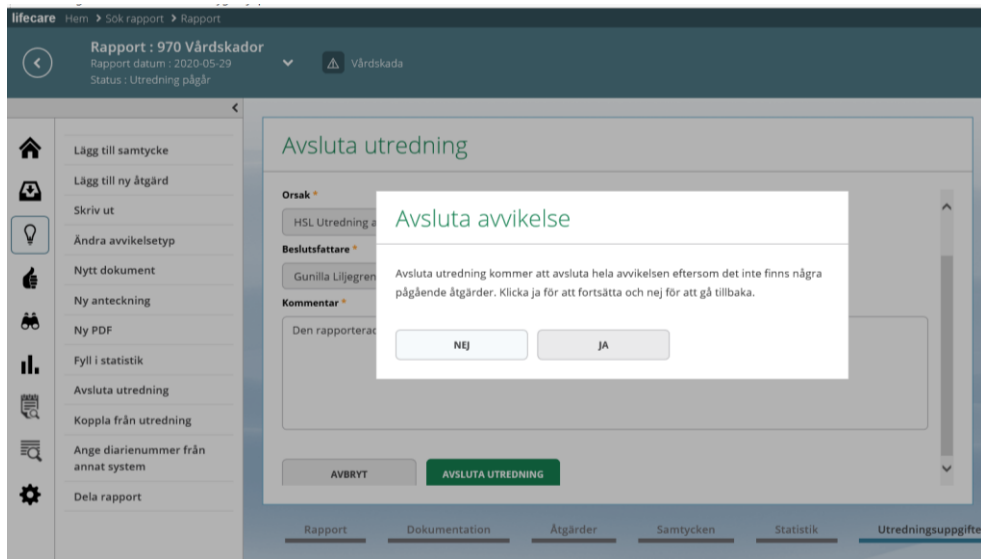 lifecare Hem > Sök rapport > Rapport
Rapport : 970 Vårdskador
Rapport datum : 2020-05-29
Status : Utredning pågår
Vårdskada
Lägg till samtycke
Lägg till ny åtgärd
Skriv ut
Ändra avvikelsetyp
Nytt dokument
Ny anteckning
Ny PDF
Fyll i statistik
Avsluta utredning
Koppla från utredning
Ange diarienummer från
annat system
Dela rapport
Avsluta utredning
Orsak *
HSL Utredning a
Beslutsfattare *
Gunilla Liljegren
Kommentar *
Den rapporterad
Avsluta avvikelse
Avsluta utredning kommer att avsluta hela avvikelsen eftersom det inte finns några
pågående åtgärder. Klicka ja för att fortsätta och nej för att gå tillbaka.
NEJ JA
AVBRYT AVSLUTA UTREDNING
Rapport Dokumentation Åtgärder Samtycken Statistik Utredningsuppgifte